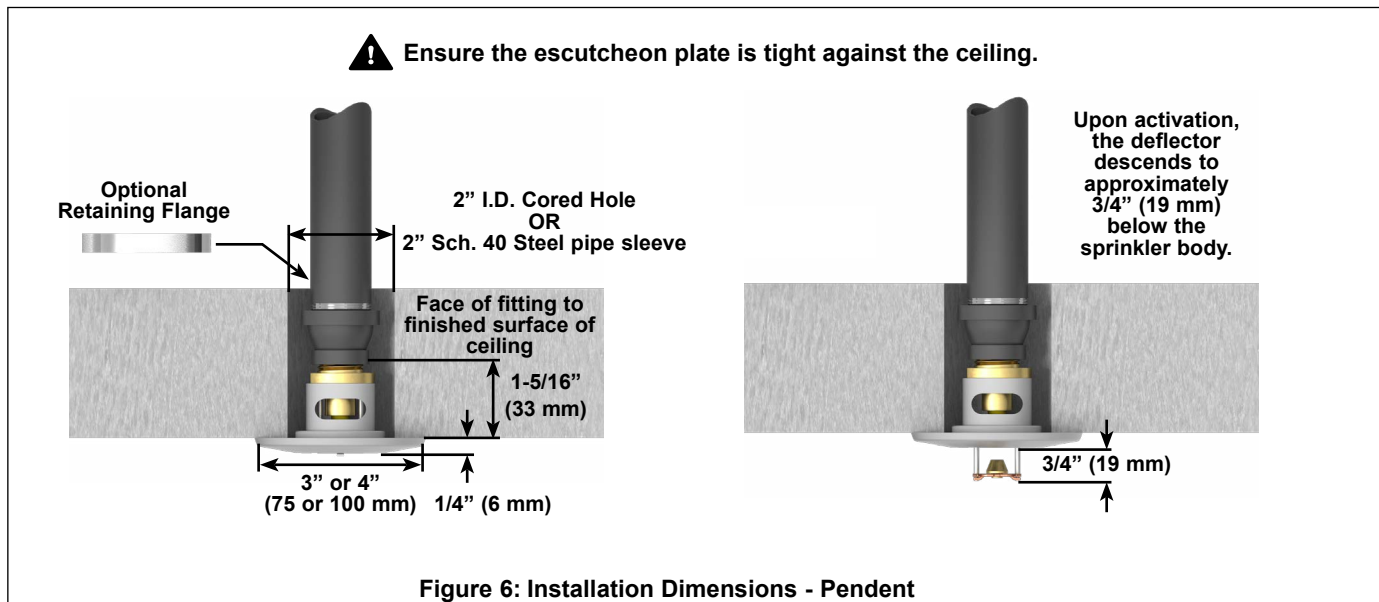 Ensure the escutcheon plate is tight against the ceiling.
Optional
Retaining Flange
2” I.D. Cored Hole
OR
2” Sch. 40 Steel pipe sleeve
Face of fitting to
finished surface of
ceiling
1-5/16”
(33 mm)
3” or 4”
(75 or 100 mm)
1/4” (6 mm)
Upon activation,
the deflector
descends to
approximately
3/4” (19 mm)
below the
sprinkler body.
3/4” (19 mm)
Figure 6: Installation Dimensions - Pendent